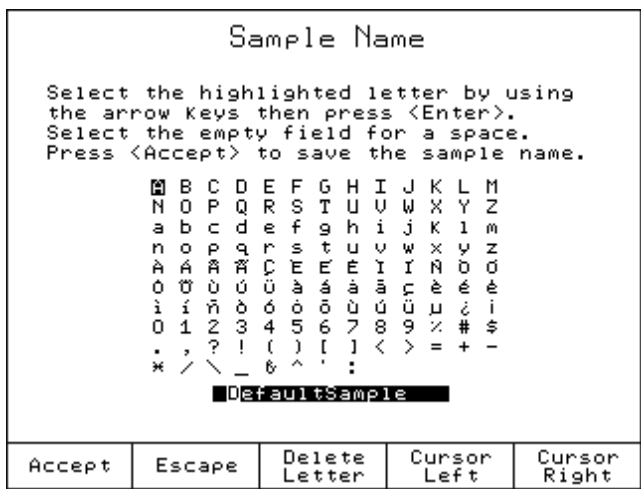 Sample Name
Select the highlighted letter by using
the arrow Keys then press <Enter>.
Select the empty field for a space.
Press <Accept> to save the sample name.
A B C D E F G H I J K L M
N O P Q R S T U V W X Y Z
a b c d e f g h i j k l m
n o p q r s t u v w x y z
0 1 2 3 4 5 6 7 8 9 % # $
. , ? ! ( ) [ ] < > = + -
* / \ _ & ^ ' :
DefaultSample
Accept
Escape
Delete
Letter
Cursor
Left
Cursor
Right